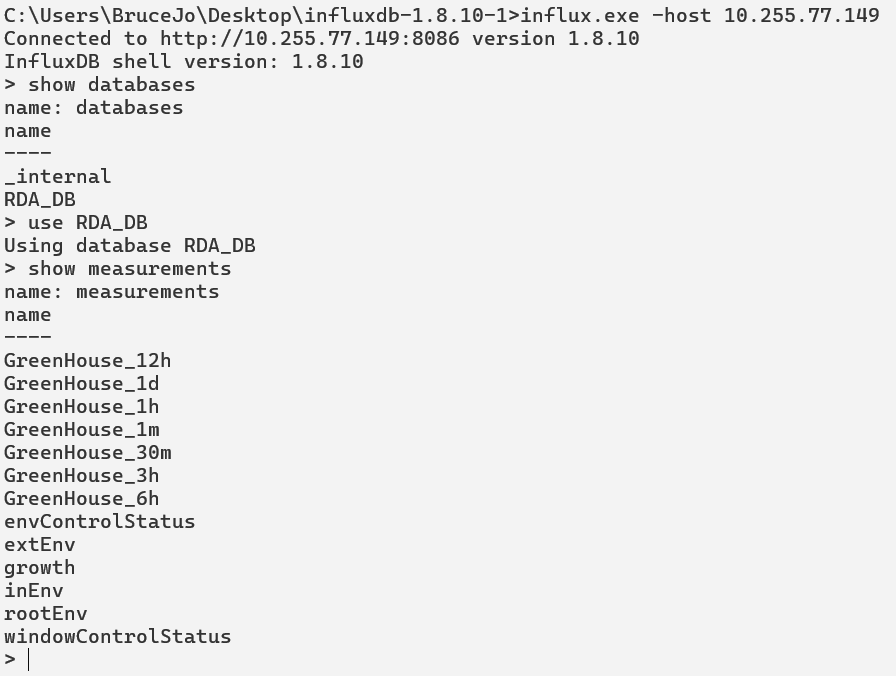 C:\Users\BruceJo\Desktop\influxdb-1.8.10-1>influx.exe -host 10.255.77.149
Connected to http://10.255.77.149:8086 version 1.8.10
InfluxDB shell version: 1.8.10
> show databases
name: databases
name
----
_internal
RDA_DB
> use RDA_DB
Using database RDA_DB
> show measurements
name: measurements
name
----
GreenHouse_12h
GreenHouse_1d
GreenHouse_1h
GreenHouse_1m
GreenHouse_30m
GreenHouse_3h
GreenHouse_6h
envControlStatus
extEnv
growth
inEnv
rootEnv
windowControlStatus
>